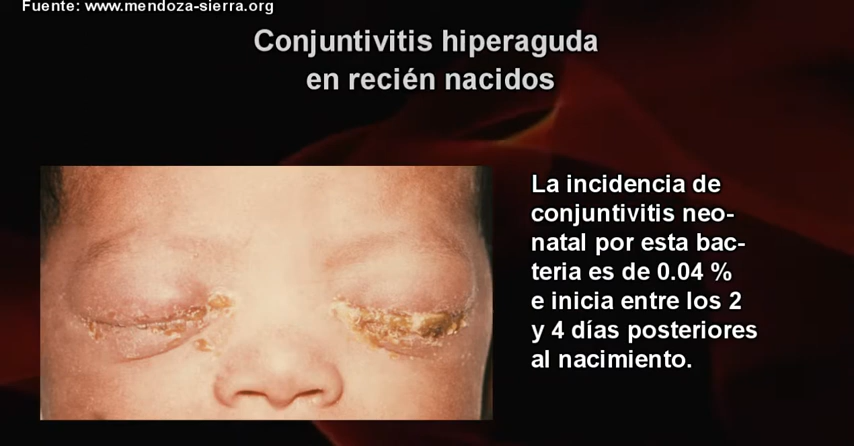 Fuente: www.mendoza-sierra.org
Conjuntivitis hiperaguda
en recién nacidos
La incidencia de
conjuntivitis neo-
natal por esta bac-
teria es de 0.04 %
e inicia entre los 2
y 4 días posteriores
al nacimiento.